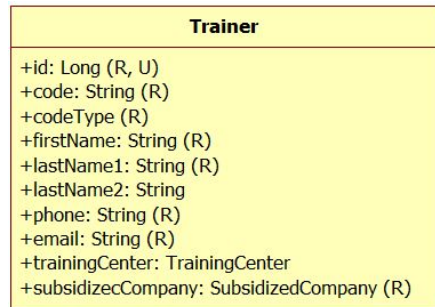 Trainer
+id: Long (R, U)
+code: String (R)
+codeType (R)
+firstName: String (R)
+lastName1: String (R)
+lastName2: String
+phone: String (R)
+email: String (R)
+trainingCenter: TrainingCenter
+subsidizecCompany: SubsidizedCompany (R)